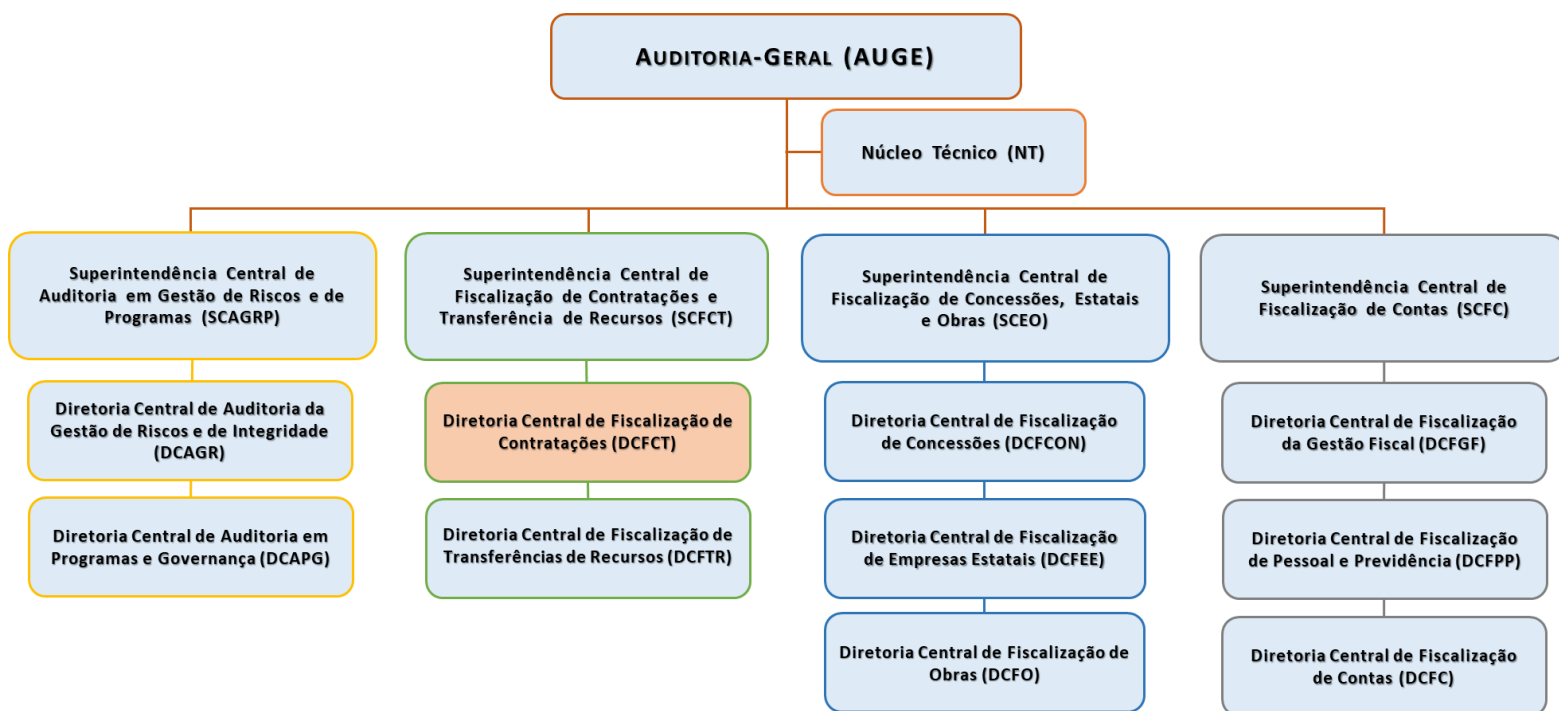 AUDITORIA-GERAL (AUGE)
Núcleo Técnico (NT)
Superintendência Central de
Auditoria em Gestão de Riscos e de
Programas (SCAGRP)
Diretoria Central de Auditoria da
Gestão de Riscos e de Integridade
(DCAGR)
Diretoria Central de Auditoria em
Programas e Governança (DCAPG)
Superintendência Central de
Fiscalização de Contratações e
Transferência de Recursos (SCFCT)
Diretoria Central de Fiscalização de
Contratações (DCFCT)
Diretoria Central de Fiscalização de
Transferências de Recursos (DCFTR)
Superintendência Central de
Fiscalização de Concessões, Estatais
e Obras (SCEO)
Diretoria Central de Fiscalização
de Concessões (DCFCON)
Diretoria Central de Fiscalização
de Empresas Estatais (DCFEE)
Diretoria Central de Fiscalização de
Obras (DCFO)
Superintendência Central de
Fiscalização de Contas (SCFC)
Diretoria Central de Fiscalização
da Gestão Fiscal (DCFGF)
Diretoria Central de Fiscalização
de Pessoal e Previdência (DCFPP)
Diretoria Central de Fiscalização
de Contas (DCFC)